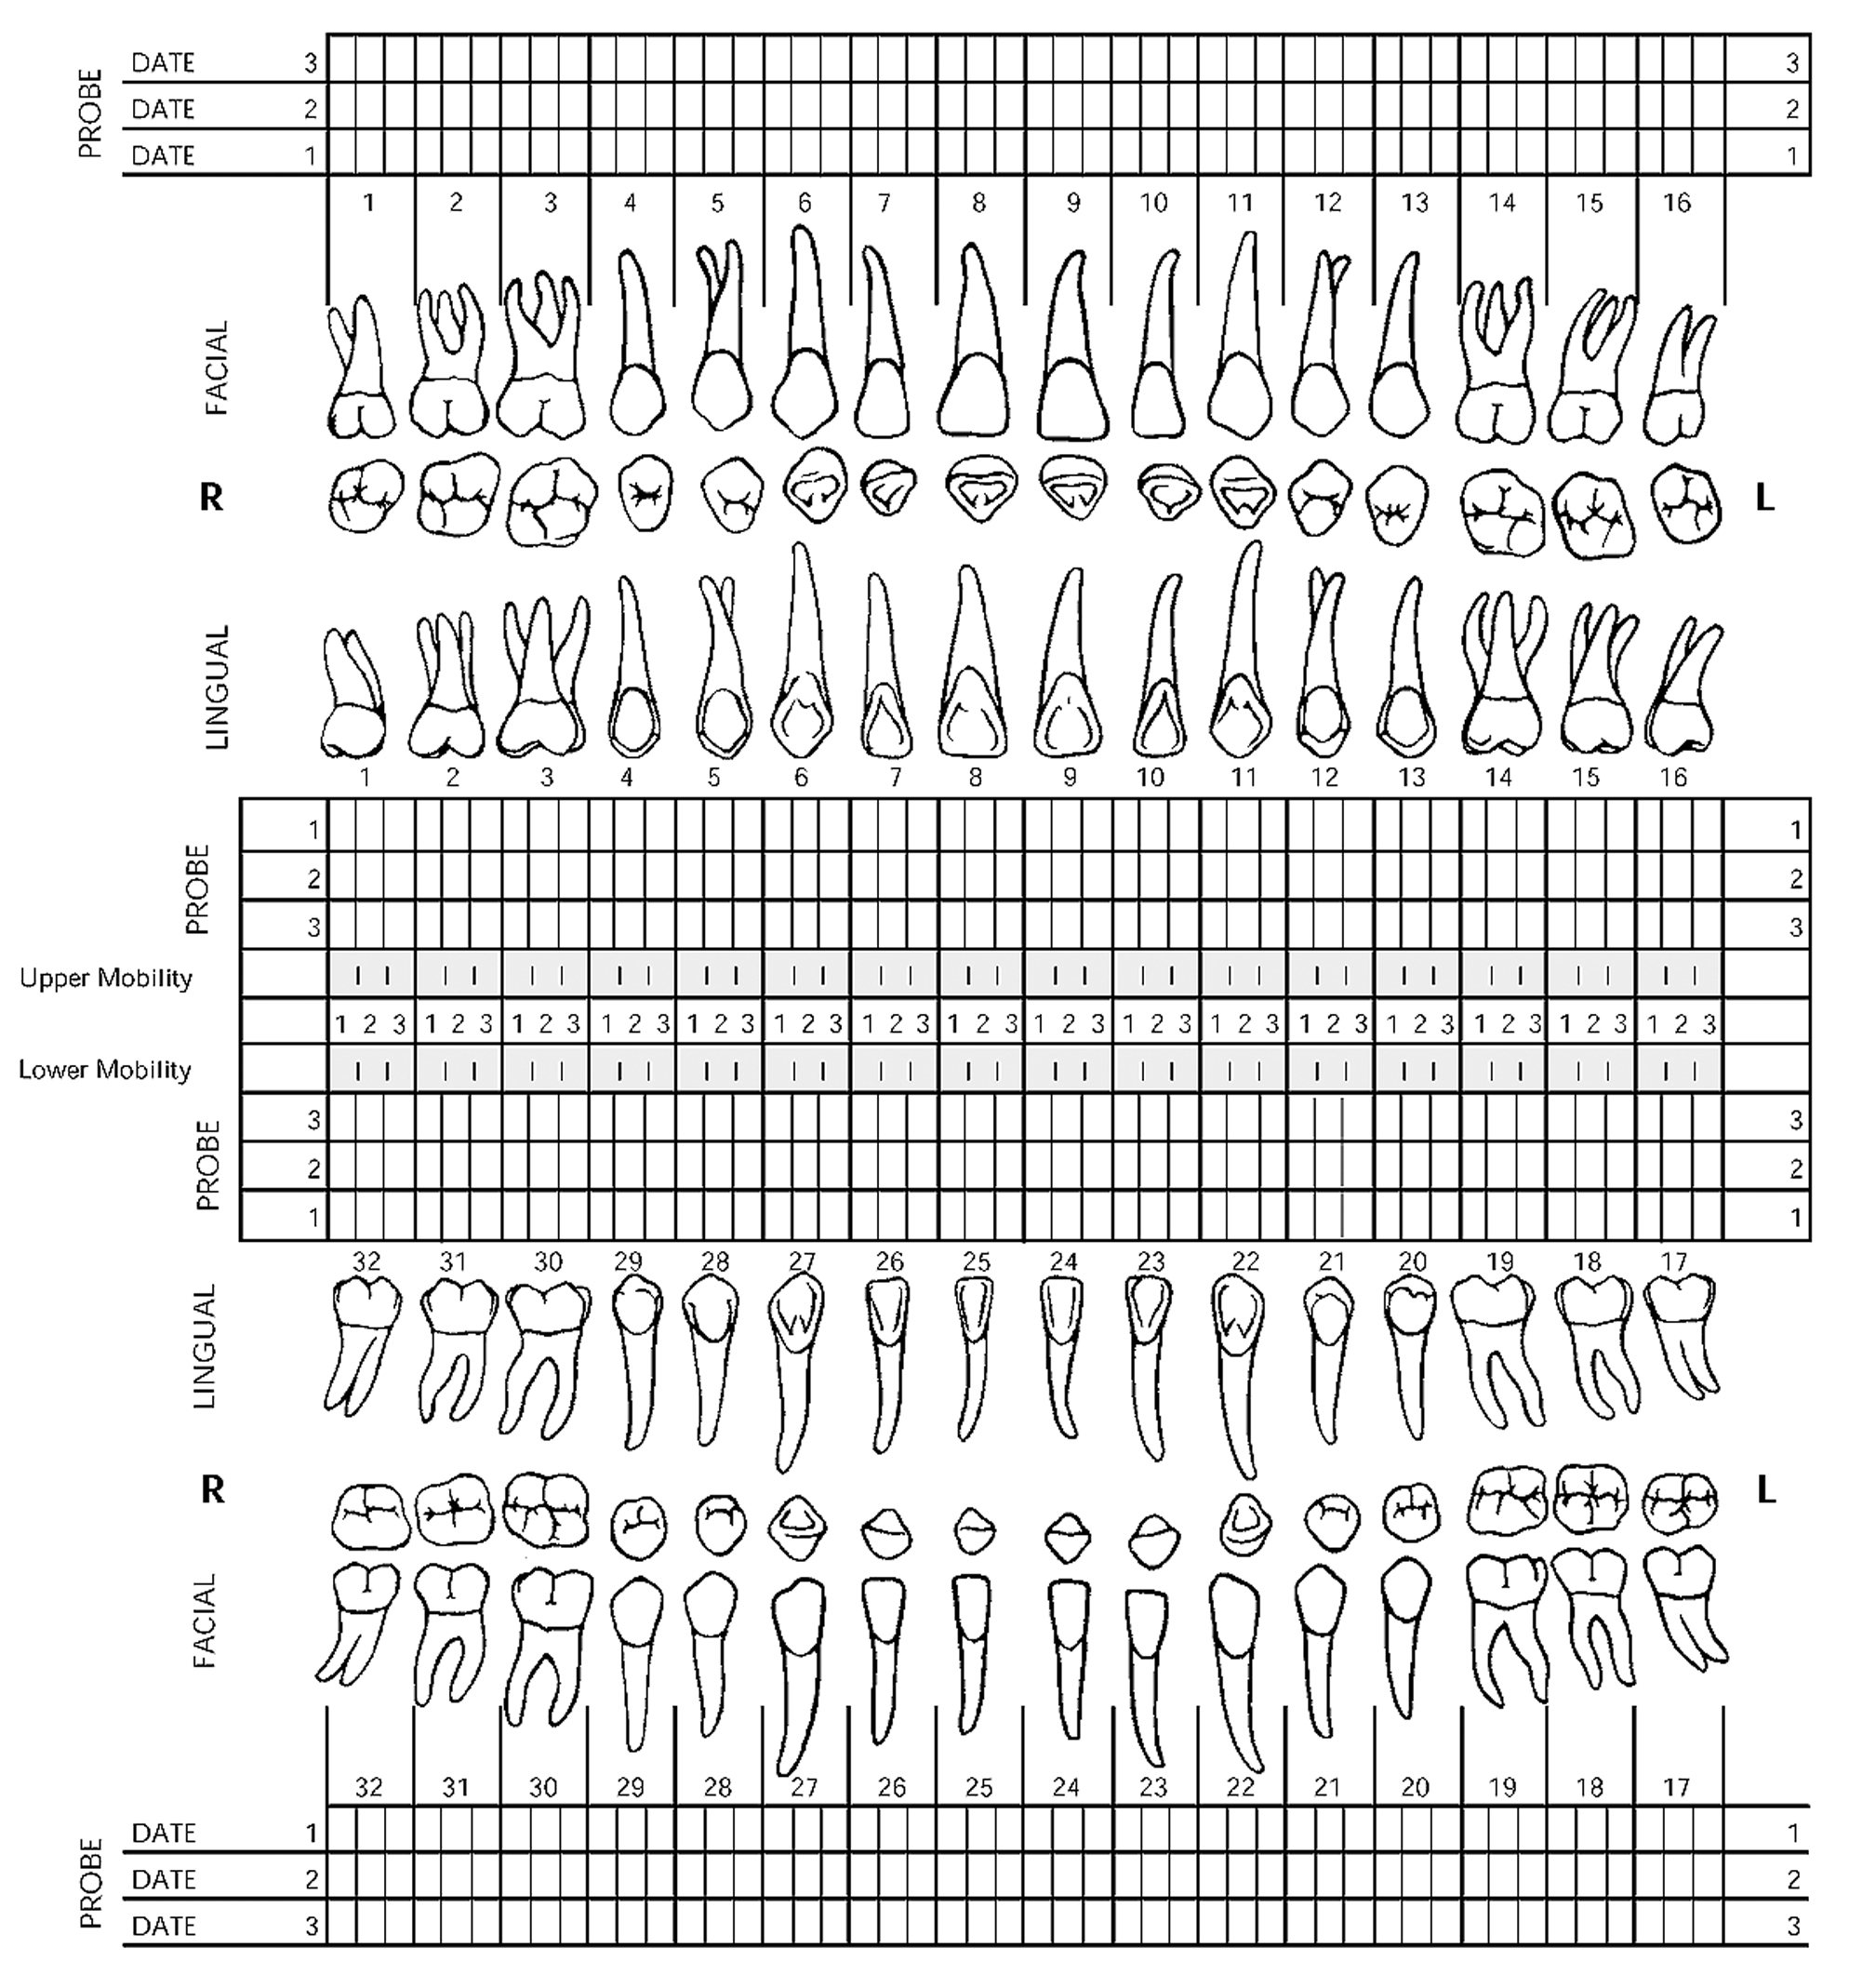 PROBE
DATE 3 3
DATE 2 2
DATE 1 1
1 2 3 4 5 6 7 8 9 10 11 12 13 14 15 16
FACIAL
R L
LINGUAL
1 2 3 4 5 6 7 8 9 10 11 12 13 14 15 16
PROBE
1 1
2 2
3 3
Upper Mobility
1 2 3 1 2 3 1 2 3 1 2 3 1 2 3 1 2 3 1 2 3 1 2 3 1 2 3 1 2 3 1 2 3 1 2 3 1 2 3 1 2 3 1 2 3 1 2 3
Lower Mobility
PROBE
3 3
2 2
1 1
32 31 30 29 28 27 26 25 24 23 22 21 20 19 18 17
LINGUAL
R L
FACIAL
32 31 30 29 28 27 26 25 24 23 22 21 20 19 18 17
PROBE
DATE 1 1
DATE 2 2
DATE 3 3